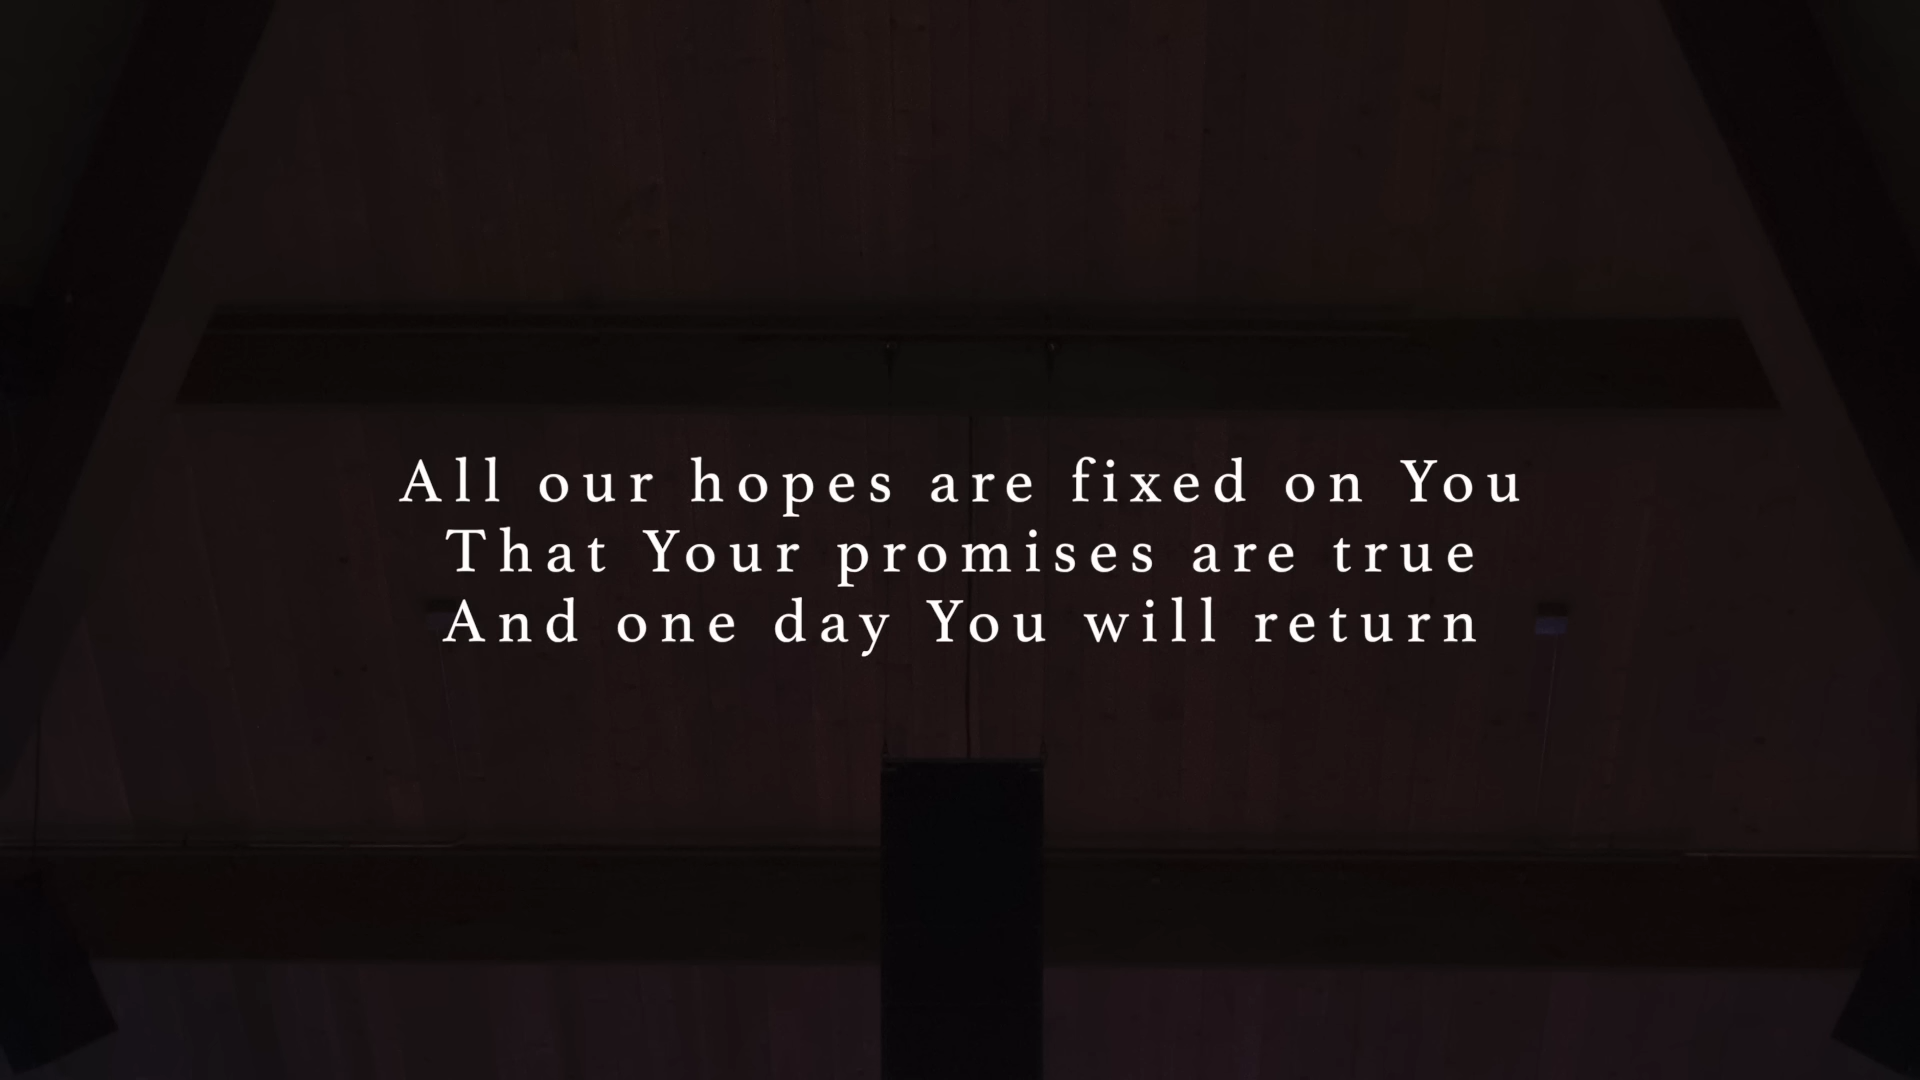 All our hopes are fixed on You
That Your promises are true
And one day You will return